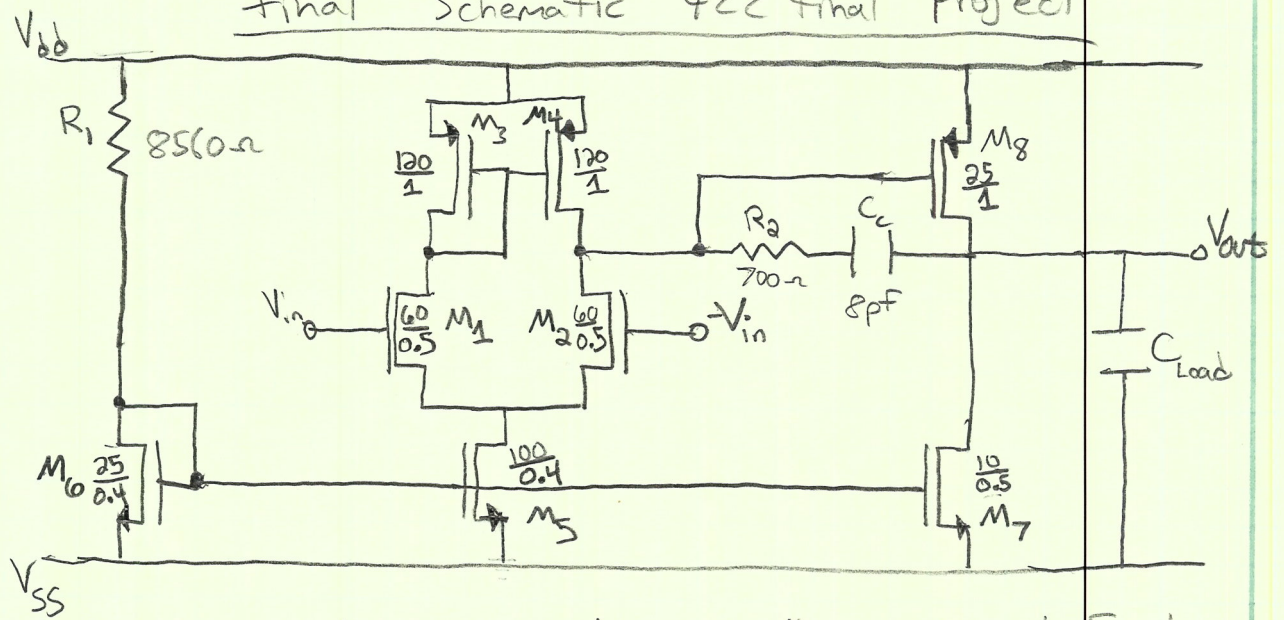 Final Schematic ICC Final Project
Vdd
R1 8560Ω
M3 M4
120/1 120/1
M8
25/1
R2
700Ω
Cc
8pf
Vout
Vin 60/0.5 M1 M2 60/0.5 -Vin
CLoad
M6 25/0.4
100/0.4
M5
10/0.5
M7
VSS